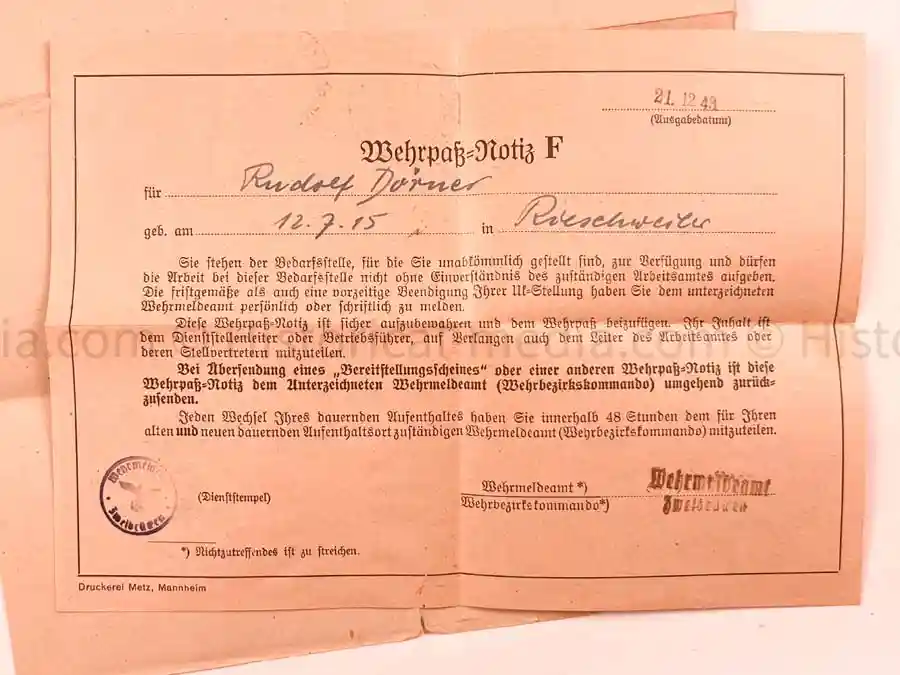 21. 12 43
(Ausgabedatum)
Wehrpaß-Notiz F
für Rudolf Dörner
geb. am 12.7.15 in Rieschweiler
Sie stehen der Bedarfsstelle, für die Sie unabkömmlich gestellt sind, zur Verfügung und dürfen
die Arbeit bei dieser Bedarfsstelle nicht ohne Einverständnis des zuständigen Arbeitsamtes aufgeben.
Die fristgemäße als auch eine vorzeitige Beendigung Ihrer Uk-Stellung haben Sie dem unterzeichneten
Wehrmeldeamt persönlich oder schriftlich zu melden.
Diese Wehrpaß-Notiz ist sicher aufzubewahren und dem Wehrpaß beizufügen. Ihr Inhalt ist
dem Dienststellenleiter oder Betriebsführer, auf Verlangen auch dem Leiter des Arbeitsamtes oder
deren Stellvertretern mitzuteilen.
Bei Übersendung eines „Bereitstellungsscheines" oder einer anderen Wehrpaß-Notiz ist diese
Wehrpaß-Notiz dem Unterzeichneten Wehrmeldeamt (Wehrbezirkskommando) umgehend zurück-
zusenden.
Jeden Wechsel Ihres dauernden Aufenthaltes haben Sie innerhalb 48 Stunden dem für Ihren
alten und neuen dauernden Aufenthaltsort zuständigen Wehrmeldeamt (Wehrbezirkskommando) mitzuteilen.
Zweibrücken
(Dienststempel)
Wehrmeldeamt *)
Wehrbezirkskommando*)
Wehrmeldeamt
Zweibrücken
*) Nichtzutreffendes ist zu streichen.
Druckerei Metz, Mannheim